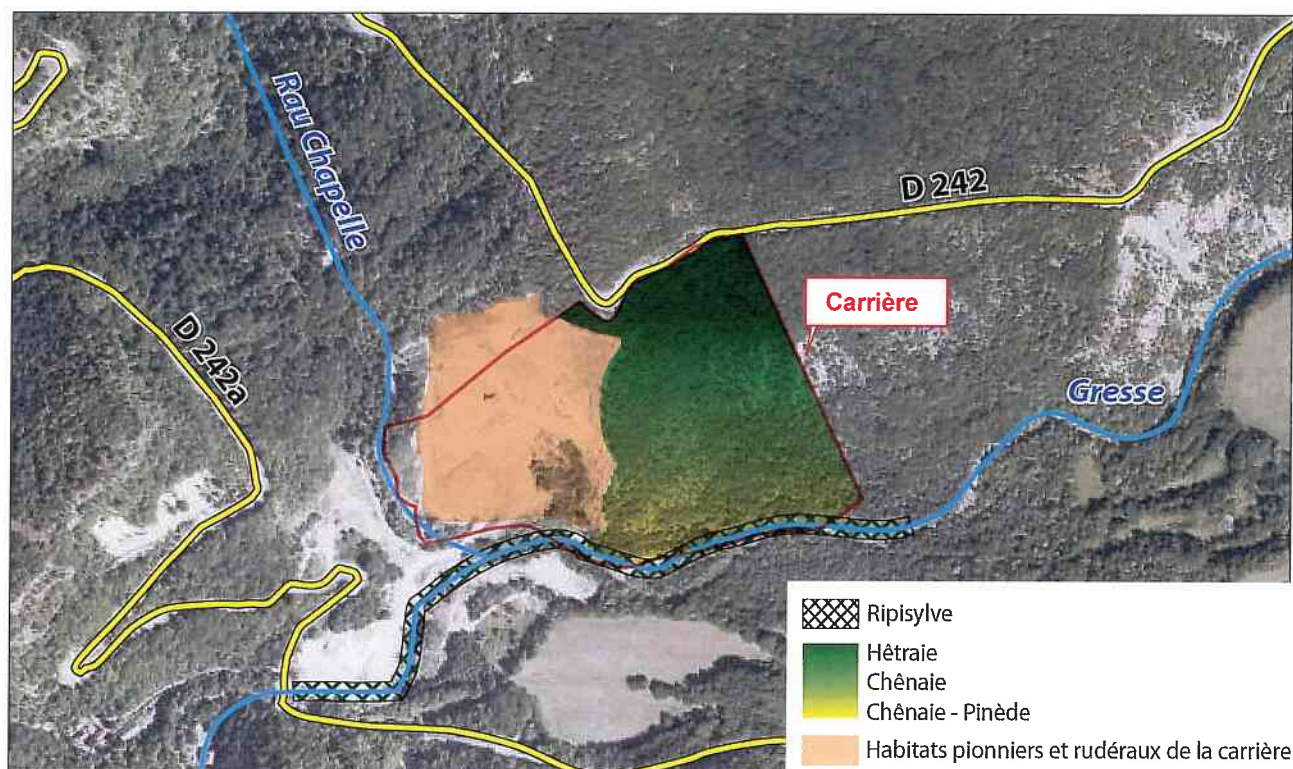 Rau Chapelle
D 242
Carrière
D 242a
Gresse
Ripisylve
Hêtraie
Chênaie
Chênaie - Pinède
Habitats pionniers et rudéraux de la carrière